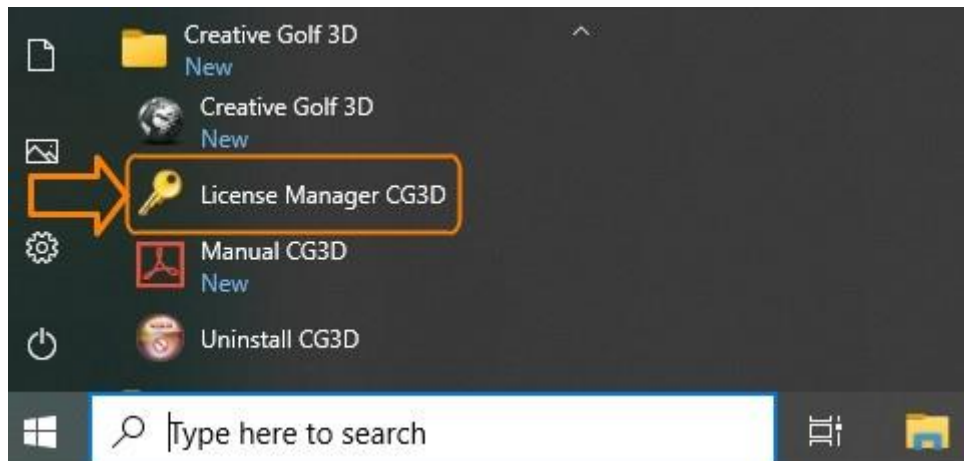 Creative Golf 3D
New
Creative Golf 3D
New
License Manager CG3D
Manual CG3D
New
Uninstall CG3D
Type here to search